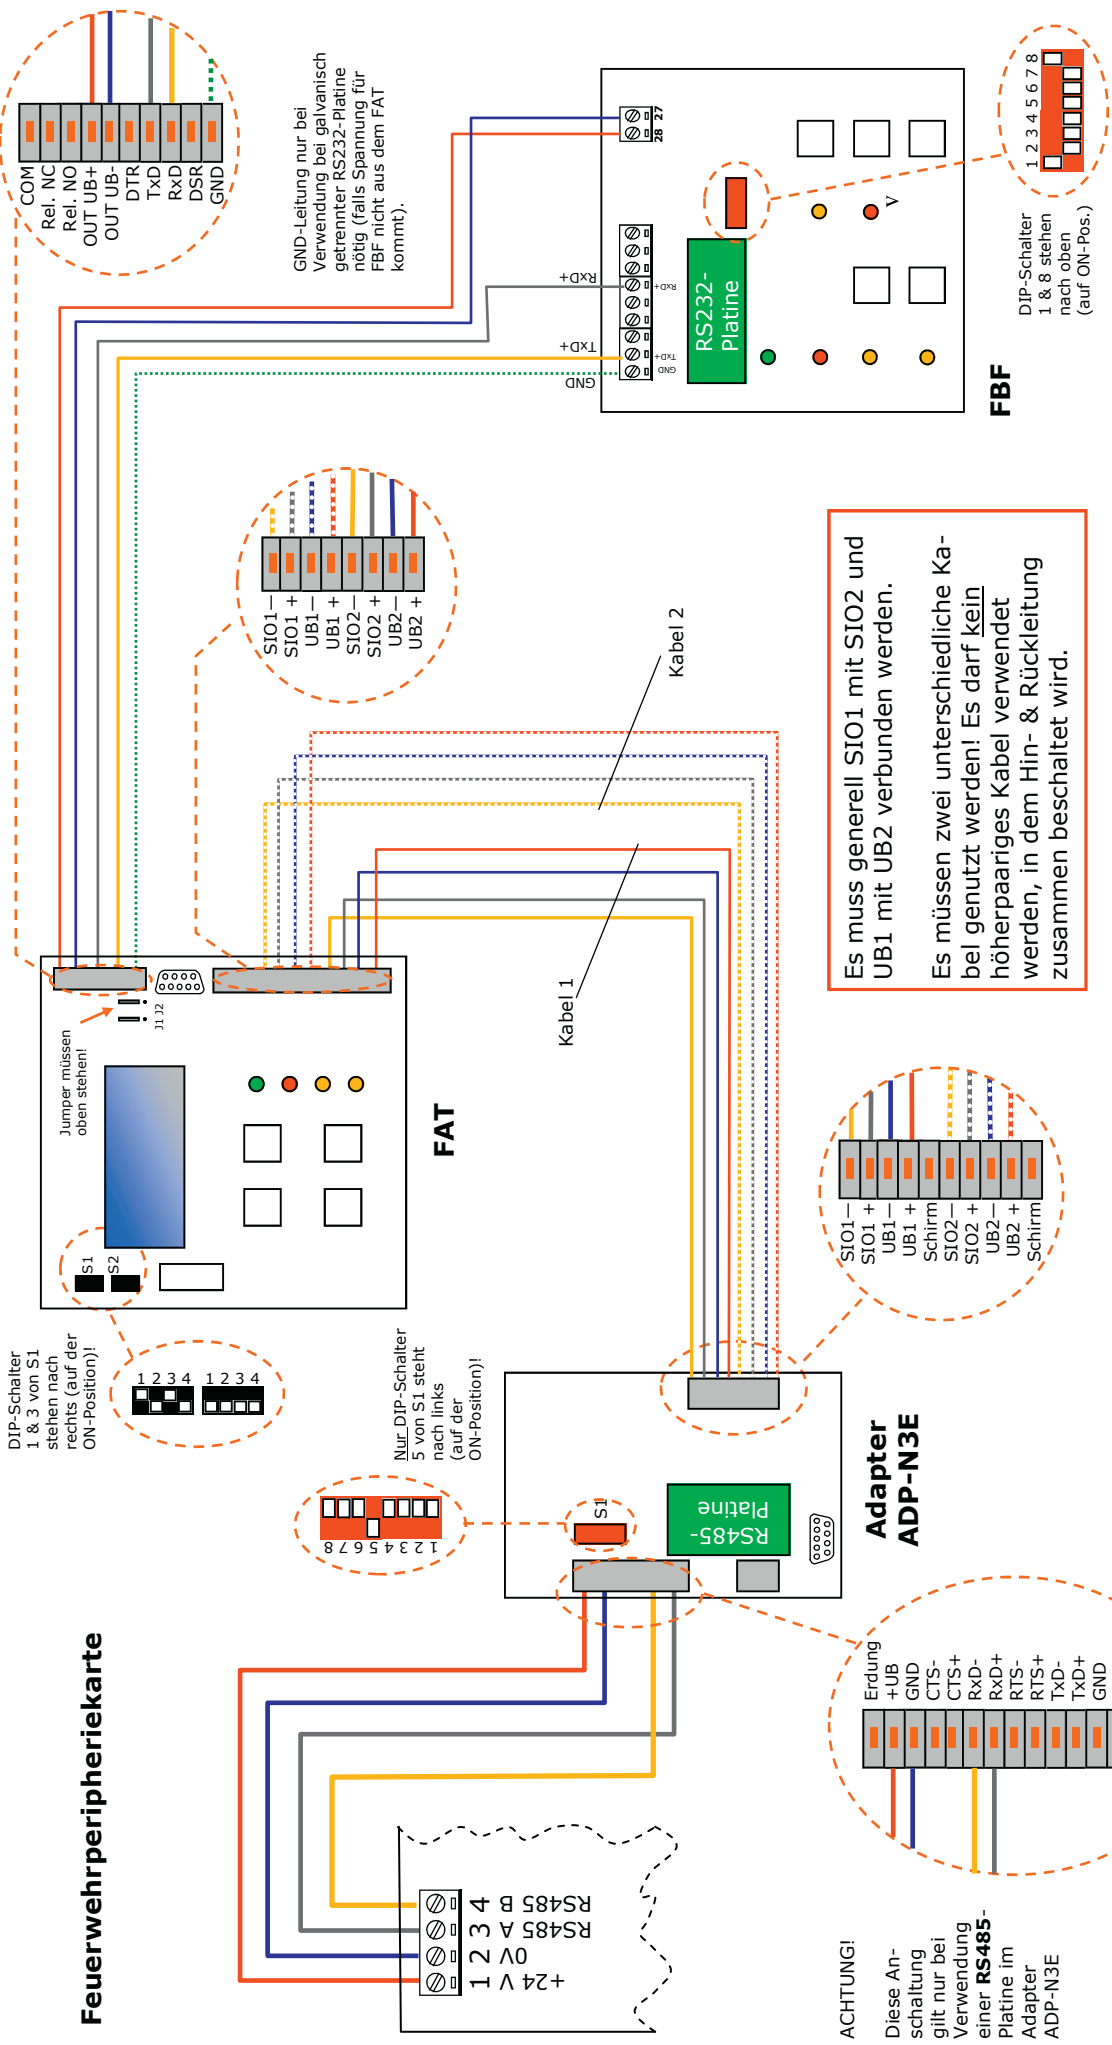 Feuerwehrperipheriekarte
1 2 3 4
+24 V
0V
RS485 A
RS485 B
ACHTUNG!
Diese An-
schaltung
gilt nur bei
Verwendung
einer RS485-
Platine im
Adapter
ADP-N3E
Erdung
+UB
GND
CTS-
CTS+
RxD-
RxD+
RTS-
RTS+
TxD-
TxD+
GND
DIP-Schalter
1 & 3 von S1
stehen nach
rechts (auf der
ON-Position)!
1 2 3 4
1 2 3 4
S1
S2
Jumper müssen
oben stehen!
J1 J2
FAT
Nur DIP-Schalter
5 von S1 steht
nach links
(auf der
ON-Position)!
1 2 3 4 5 6 7 8
S1
RS485-
Platine
Adapter
ADP-N3E
SIO1—
SIO1 +
UB1—
UB1 +
Schirm
SIO2—
SIO2 +
UB2—
UB2 +
Schirm
Kabel 1
Kabel 2
SIO1—
SIO1 +
UB1—
UB1 +
SIO2—
SIO2 +
UB2—
UB2 +
Es muss generell SIO1 mit SIO2 und
UB1 mit UB2 verbunden werden.
Es müssen zwei unterschiedliche Ka-
bel genutzt werden! Es darf kein
höherpaariges Kabel verwendet
werden, in dem Hin- & Rückleitung
zusammen beschaltet wird.
COM
Rel. NC
Rel. NO
OUT UB+
OUT UB-
DTR
TxD
RxD
DSR
GND
GND-Leitung nur bei
Verwendung bei galvanisch
getrennter RS232-Platine
nötig (falls Spannung für
FBF nicht aus dem FAT
kommt).
GND
TxD+
RxD+
GND
TxD+
RxD+
28 27
RS232-
Platine
V
FBF
DIP-Schalter
1 & 8 stehen
nach oben
(auf ON-Pos.)
1 2 3 4 5 6 7 8